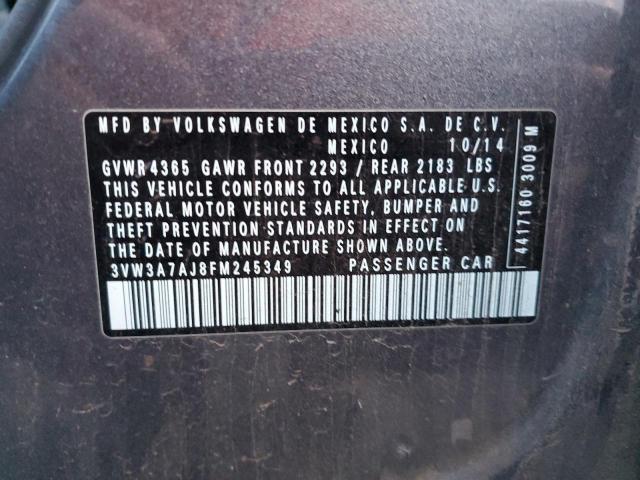 MFD BY VOLKSWAGEN DE MEXICO S.A. DE C.V.
MEXICO 10/14
GVWR 4365 GAWR FRONT 2293 / REAR 2183 LBS
THIS VEHICLE CONFORMS TO ALL APPLICABLE U.S.
FEDERAL MOTOR VEHICLE SAFETY, BUMPER AND
THEFT PREVENTION STANDARDS IN EFFECT ON
THE DATE OF MANUFACTURE SHOWN ABOVE.
3VW3A7AJ8FM245349 PASSENGER CAR
4417160 3009 M